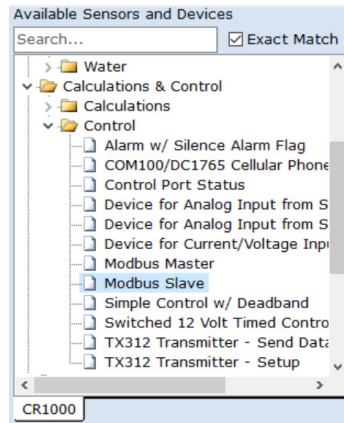 Available Sensors and Devices
Search... Exact Match
Water
Calculations & Control
Calculations
Control
Alarm w/ Silence Alarm Flag
COM100/DC1765 Cellular Phone
Control Port Status
Device for Analog Input from S
Device for Analog Input from S
Device for Current/Voltage Inpu
Modbus Master
Modbus Slave
Simple Control w/ Deadband
Switched 12 Volt Timed Contro
TX312 Transmitter - Send Data
TX312 Transmitter - Setup
CR1000